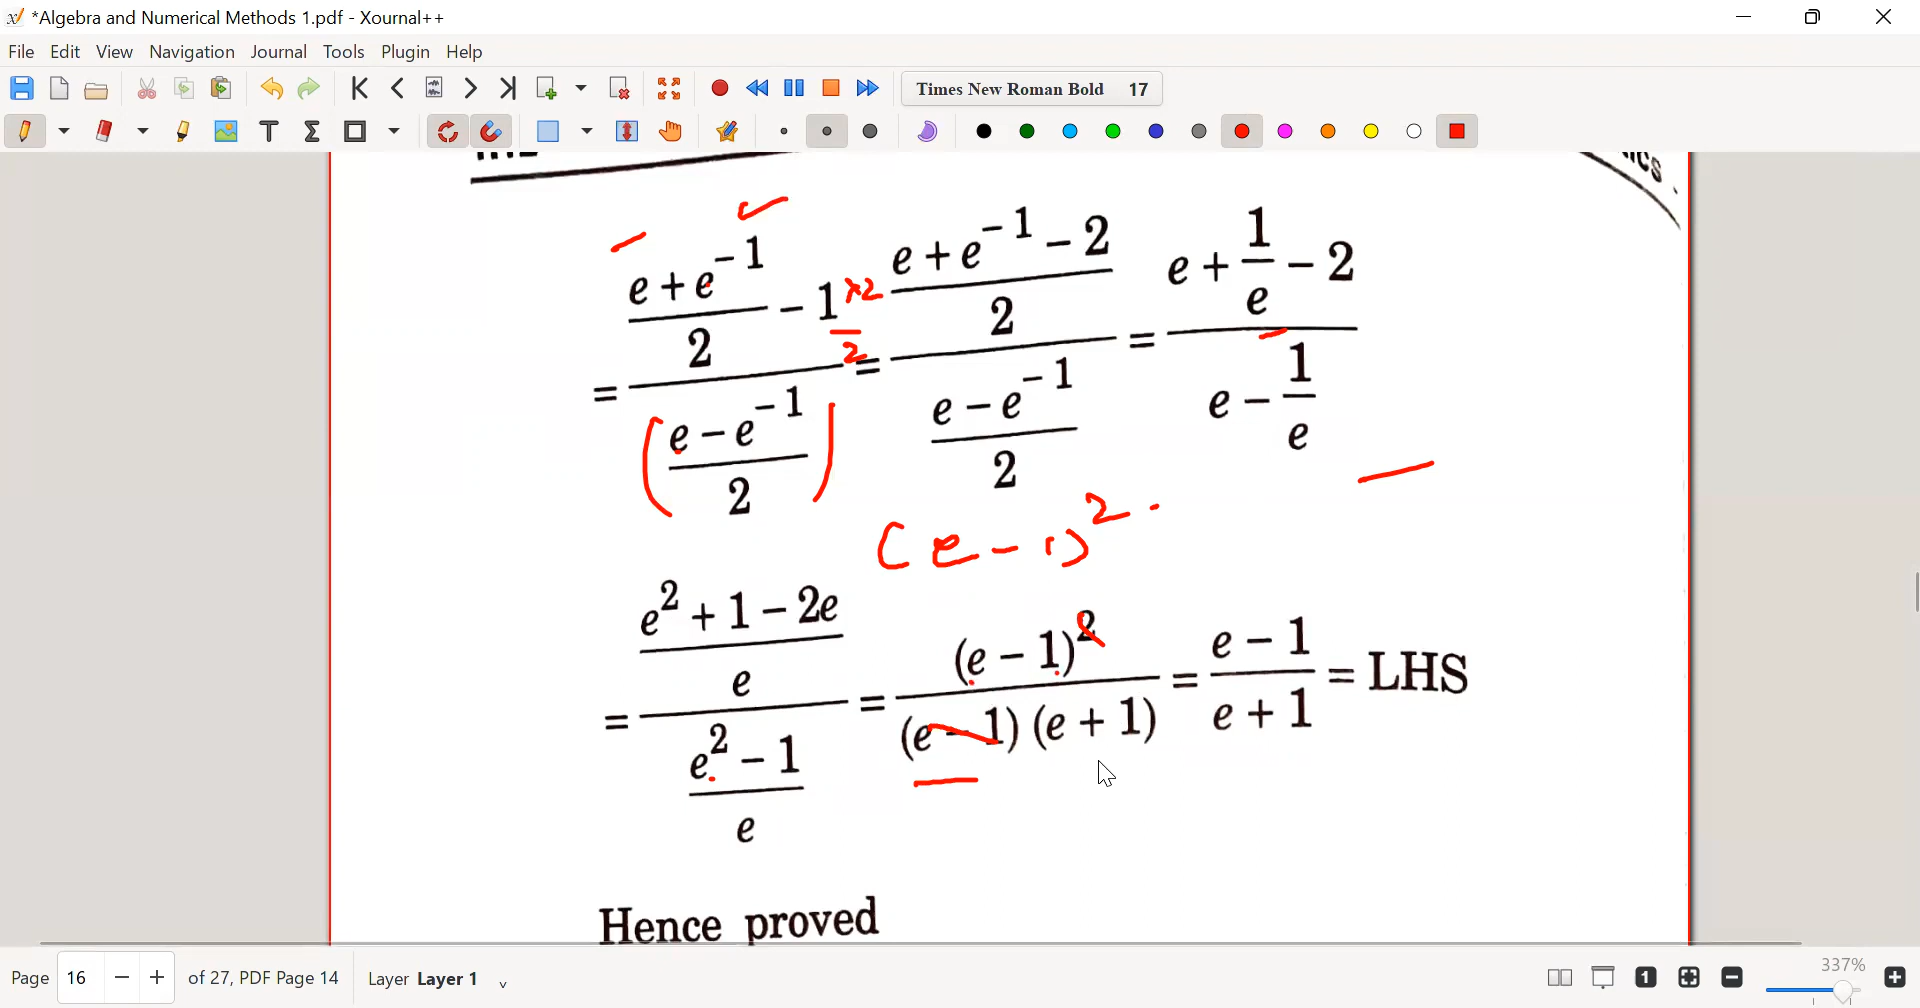 *Algebra and Numerical Methods 1.pdf - Xournal++
File Edit View Navigation Journal Tools Plugin Help
Times New Roman Bold 17
= ((e + e^-1)/2 - 1)/((e - e^-1)/2) = ((e + e^-1 - 2)/2)/((e - e^-1)/2) = (e + 1/e - 2)/(e - 1/e)
×2
2
(e - 1)^2
= ((e^2 + 1 - 2e)/e)/((e^2 - 1)/e) = (e - 1)^2/((e - 1)(e + 1)) = (e - 1)/(e + 1) = LHS
Hence proved
Page 16 of 27, PDF Page 14 Layer Layer 1 337%